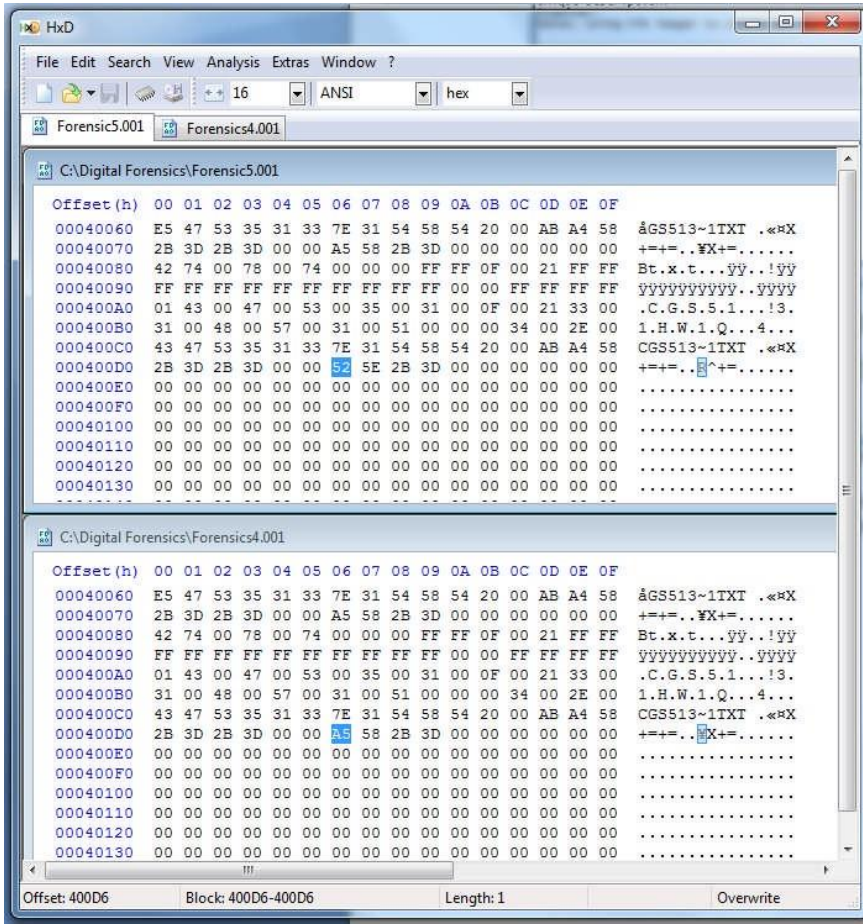 HxD
File Edit Search View Analysis Extras Window ?
16 ANSI hex
Forensic5.001 Forensics4.001
C:\Digital Forensics\Forensic5.001
Offset(h) 00 01 02 03 04 05 06 07 08 09 0A 0B 0C 0D 0E 0F
00040060 E5 47 53 35 31 33 7E 31 54 58 54 20 00 AB A4 58 åGS513~1TXT .«¤X
00040070 2B 3D 2B 3D 00 00 A5 58 2B 3D 00 00 00 00 00 00 +=+=..¥X+=......
00040080 42 74 00 78 00 74 00 00 00 FF FF 0F 00 21 FF FF Bt.x.t...ÿÿ..!ÿÿ
00040090 FF FF FF FF FF FF FF FF FF FF 00 00 FF FF FF FF ÿÿÿÿÿÿÿÿÿÿ..ÿÿÿÿ
000400A0 01 43 00 47 00 53 00 35 00 31 00 0F 00 21 33 00 .C.G.S.5.1...!3.
000400B0 31 00 48 00 57 00 31 00 51 00 00 00 34 00 2E 00 1.H.W.1.Q...4...
000400C0 43 47 53 35 31 33 7E 31 54 58 54 20 00 AB A4 58 CGS513~1TXT .«¤X
000400D0 2B 3D 2B 3D 00 00 52 5E 2B 3D 00 00 00 00 00 00 +=+=..R^+=......
000400E0 00 00 00 00 00 00 00 00 00 00 00 00 00 00 00 00 ................
000400F0 00 00 00 00 00 00 00 00 00 00 00 00 00 00 00 00 ................
00040100 00 00 00 00 00 00 00 00 00 00 00 00 00 00 00 00 ................
00040110 00 00 00 00 00 00 00 00 00 00 00 00 00 00 00 00 ................
00040120 00 00 00 00 00 00 00 00 00 00 00 00 00 00 00 00 ................
00040130 00 00 00 00 00 00 00 00 00 00 00 00 00 00 00 00 ................
C:\Digital Forensics\Forensics4.001
Offset(h) 00 01 02 03 04 05 06 07 08 09 0A 0B 0C 0D 0E 0F
00040060 E5 47 53 35 31 33 7E 31 54 58 54 20 00 AB A4 58 åGS513~1TXT .«¤X
00040070 2B 3D 2B 3D 00 00 A5 58 2B 3D 00 00 00 00 00 00 +=+=..¥X+=......
00040080 42 74 00 78 00 74 00 00 00 FF FF 0F 00 21 FF FF Bt.x.t...ÿÿ..!ÿÿ
00040090 FF FF FF FF FF FF FF FF FF FF 00 00 FF FF FF FF ÿÿÿÿÿÿÿÿÿÿ..ÿÿÿÿ
000400A0 01 43 00 47 00 53 00 35 00 31 00 0F 00 21 33 00 .C.G.S.5.1...!3.
000400B0 31 00 48 00 57 00 31 00 51 00 00 00 34 00 2E 00 1.H.W.1.Q...4...
000400C0 43 47 53 35 31 33 7E 31 54 58 54 20 00 AB A4 58 CGS513~1TXT .«¤X
000400D0 2B 3D 2B 3D 00 00 A5 58 2B 3D 00 00 00 00 00 00 +=+=..¥X+=......
000400E0 00 00 00 00 00 00 00 00 00 00 00 00 00 00 00 00 ................
000400F0 00 00 00 00 00 00 00 00 00 00 00 00 00 00 00 00 ................
00040100 00 00 00 00 00 00 00 00 00 00 00 00 00 00 00 00 ................
00040110 00 00 00 00 00 00 00 00 00 00 00 00 00 00 00 00 ................
00040120 00 00 00 00 00 00 00 00 00 00 00 00 00 00 00 00 ................
00040130 00 00 00 00 00 00 00 00 00 00 00 00 00 00 00 00 ................
Offset: 400D6 Block: 400D6-400D6 Length: 1 Overwrite